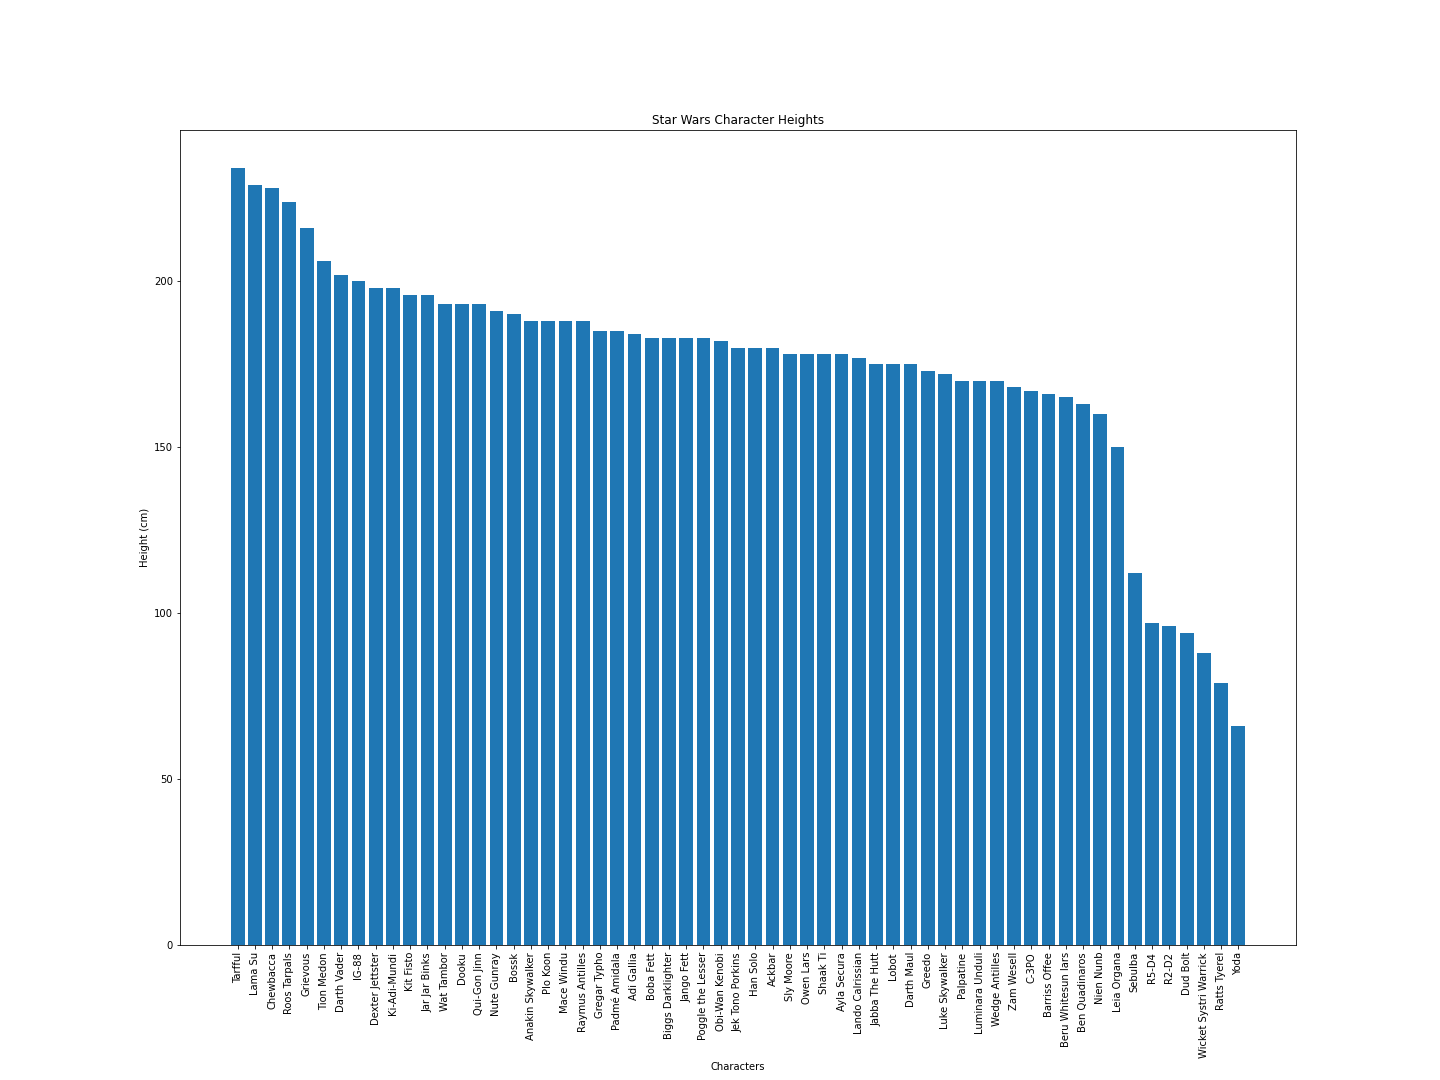 Star Wars Character Heights
Height (cm)
200
150
100
50
0
Tarfful
Lama Su
Chewbacca
Roos Tarpals
Grievous
Tion Medon
Darth Vader
IG-88
Dexter Jettster
Ki-Adi-Mundi
Kit Fisto
Jar Jar Binks
Wat Tambor
Dooku
Qui-Gon Jinn
Nute Gunray
Bossk
Anakin Skywalker
Plo Koon
Mace Windu
Raymus Antilles
Gregar Typho
Padmé Amidala
Adi Gallia
Boba Fett
Biggs Darklighter
Jango Fett
Poggle the Lesser
Obi-Wan Kenobi
Jek Tono Porkins
Han Solo
Ackbar
Sly Moore
Owen Lars
Shaak Ti
Ayla Secura
Lando Calrissian
Jabba The Hutt
Lobot
Darth Maul
Greedo
Luke Skywalker
Palpatine
Luminara Unduli
Wedge Antilles
Zam Wesell
C-3PO
Barriss Offee
Beru Whitesun lars
Ben Quadinaros
Nien Nunb
Leia Organa
Sebulba
R5-D4
R2-D2
Dud Bolt
Wicket Systri Warrick
Ratts Tyerel
Yoda
Characters